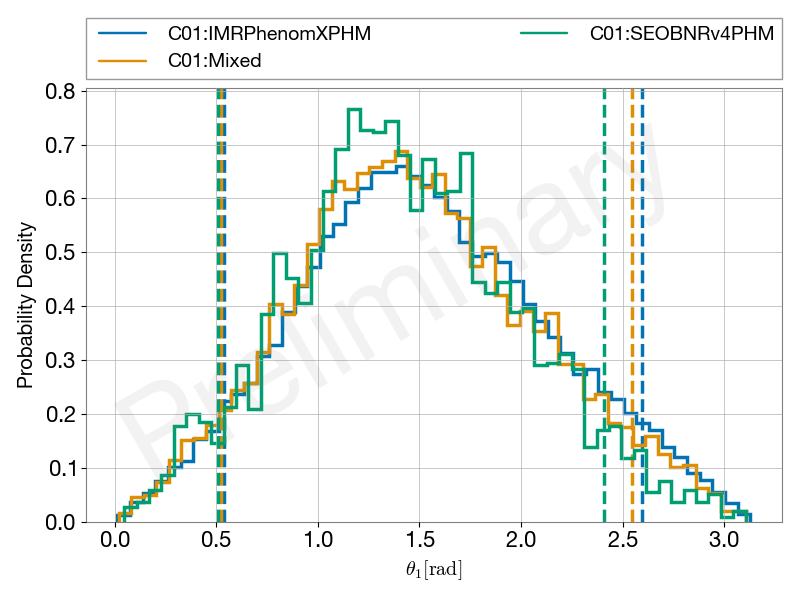 C01:IMRPhenomXPHM
C01:Mixed
C01:SEOBNRv4PHM
0.8
0.7
0.6
0.5
0.4
0.3
0.2
0.1
0.0
Probability Density
Preliminary
0.0 0.5 1.0 1.5 2.0 2.5 3.0
θ₁[rad]